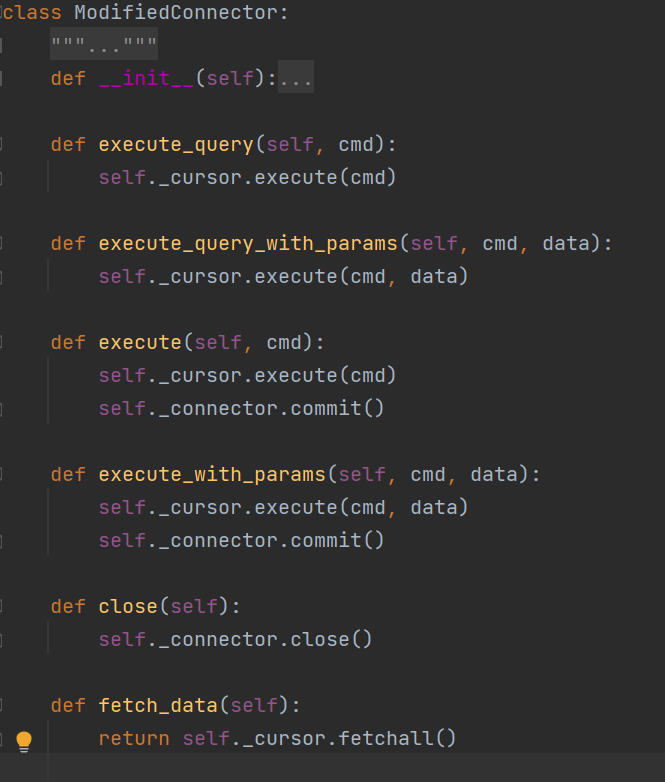 class ModifiedConnector:
    """..."""
    def __init__(self):...
    def execute_query(self, cmd):
        self._cursor.execute(cmd)
    def execute_query_with_params(self, cmd, data):
        self._cursor.execute(cmd, data)
    def execute(self, cmd):
        self._cursor.execute(cmd)
        self._connector.commit()
    def execute_with_params(self, cmd, data):
        self._cursor.execute(cmd, data)
        self._connector.commit()
    def close(self):
        self._connector.close()
    def fetch_data(self):
        return self._cursor.fetchall()